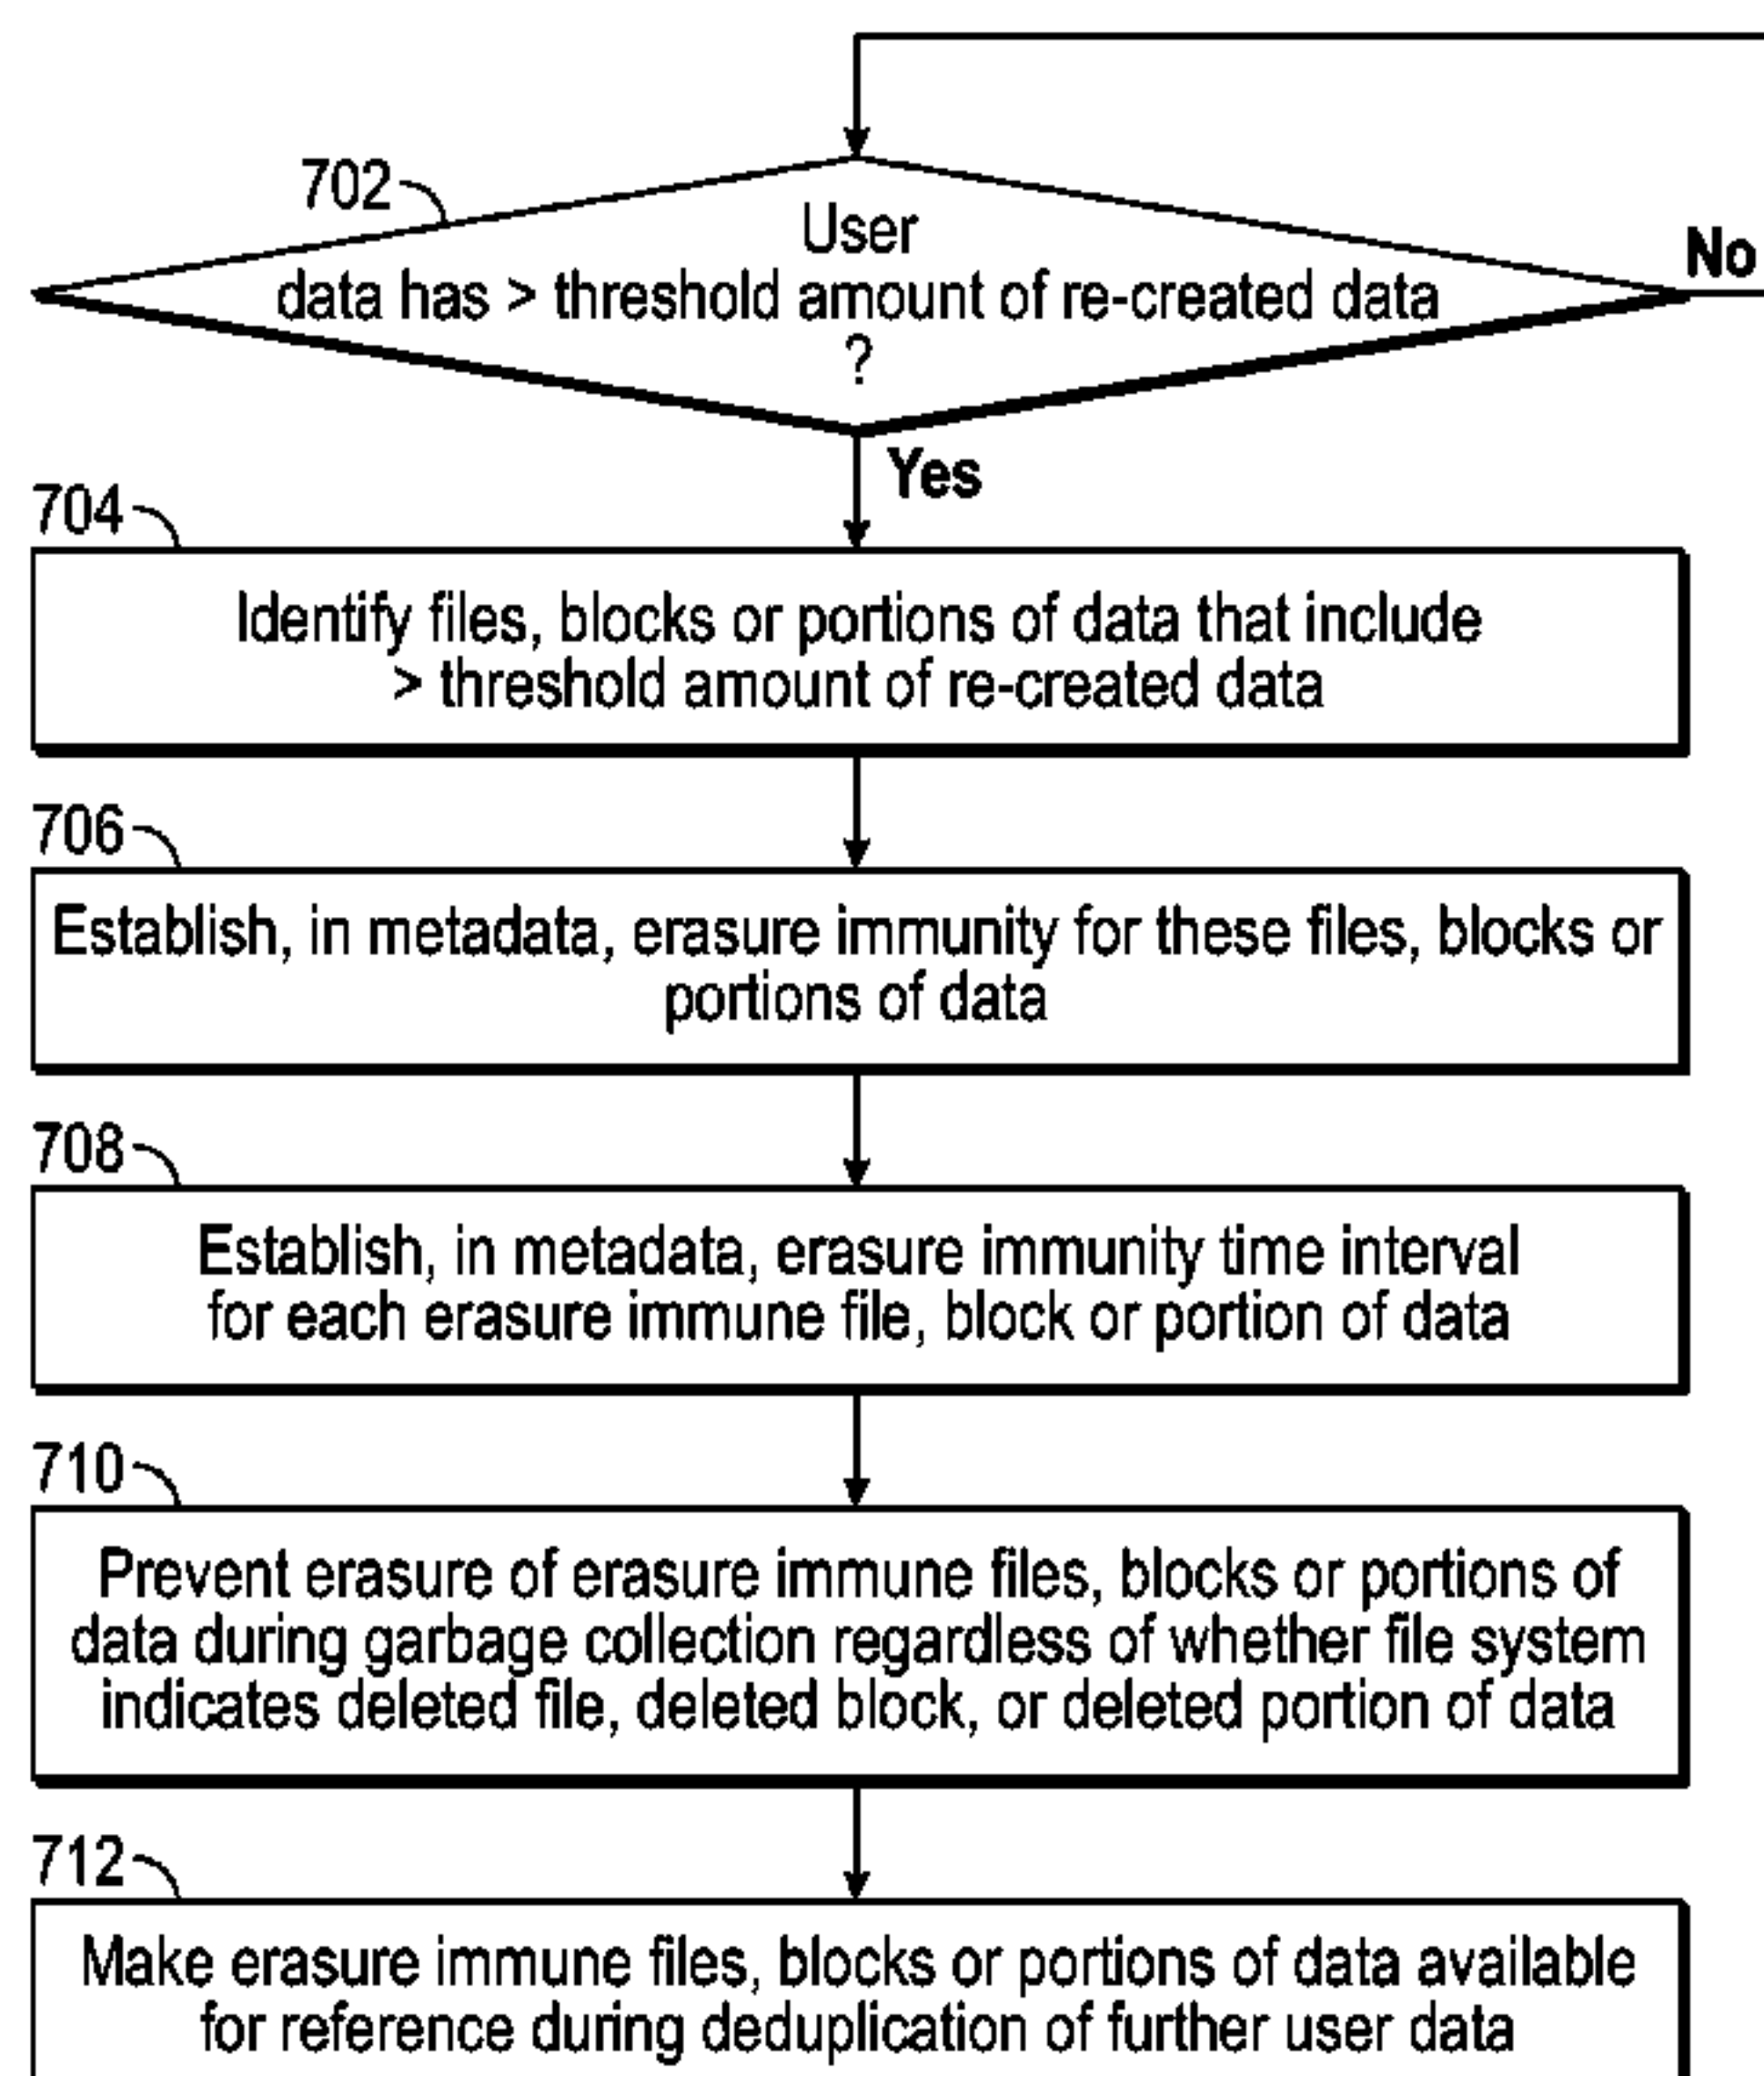 702
User
data has > threshold amount of re-created data
?
No
Yes
704
Identify files, blocks or portions of data that include
> threshold amount of re-created data
706
Establish, in metadata, erasure immunity for these files, blocks or
portions of data
708
Establish, in metadata, erasure immunity time interval
for each erasure immune file, block or portion of data
710
Prevent erasure of erasure immune files, blocks or portions of
data during garbage collection regardless of whether file system
indicates deleted file, deleted block, or deleted portion of data
712
Make erasure immune files, blocks or portions of data available
for reference during deduplication of further user data